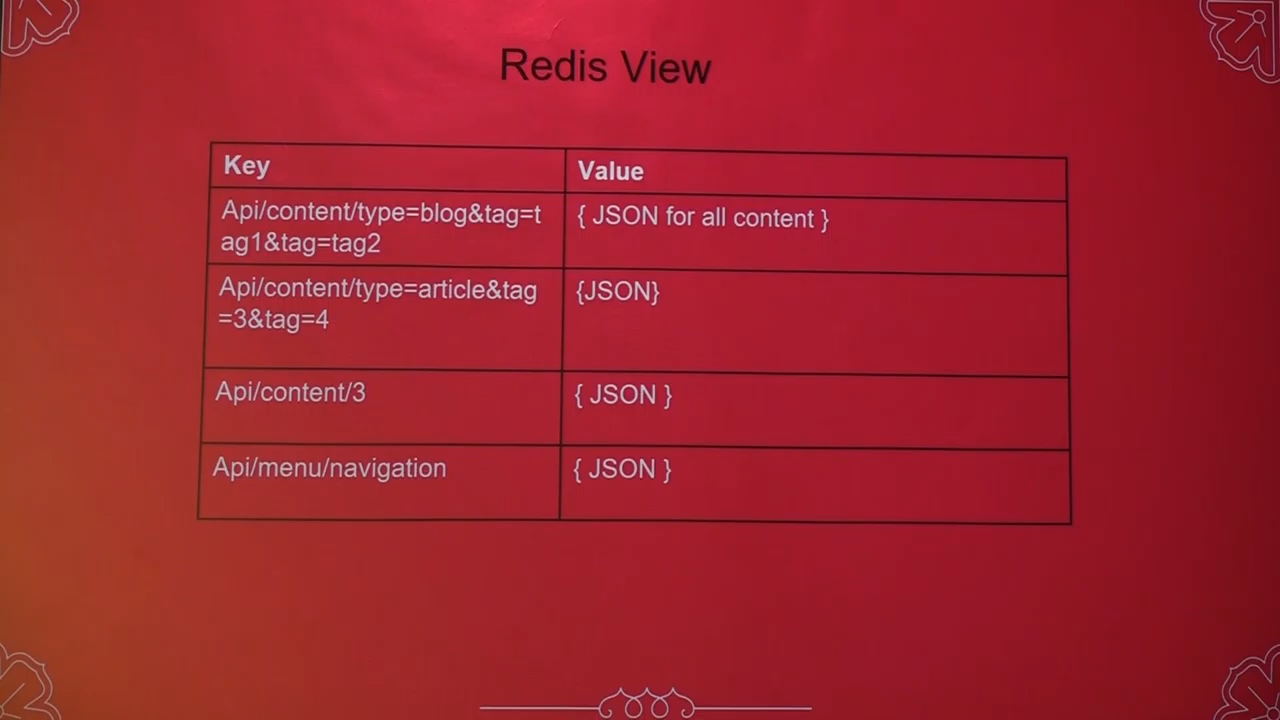 Redis View
Key
Value
Api/content/type=blog&tag=t
ag1&tag=tag2
{ JSON for all content }
Api/content/type=article&tag
=3&tag=4
{JSON}
Api/content/3
{ JSON }
Api/menu/navigation
{ JSON }